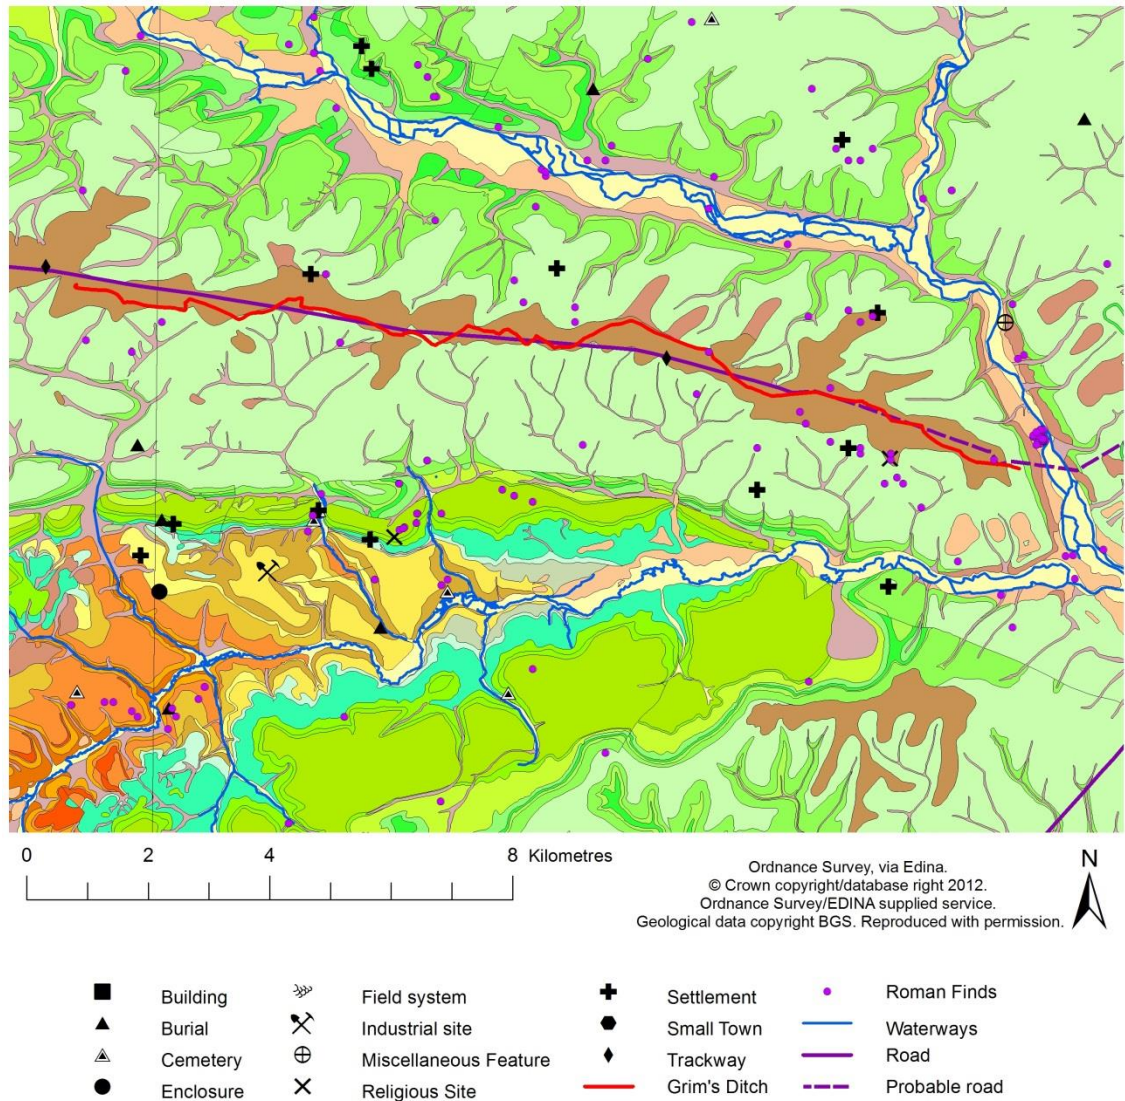 0 2 4 8 Kilometres
Ordnance Survey, via Edina.
© Crown copyright/database right 2012.
Ordnance Survey/EDINA supplied service.
Geological data copyright BGS. Reproduced with permission.
N
Building
Burial
Cemetery
Enclosure
Field system
Industrial site
Miscellaneous Feature
Religious Site
Settlement
Small Town
Trackway
Grim's Ditch
Roman Finds
Waterways
Road
Probable road